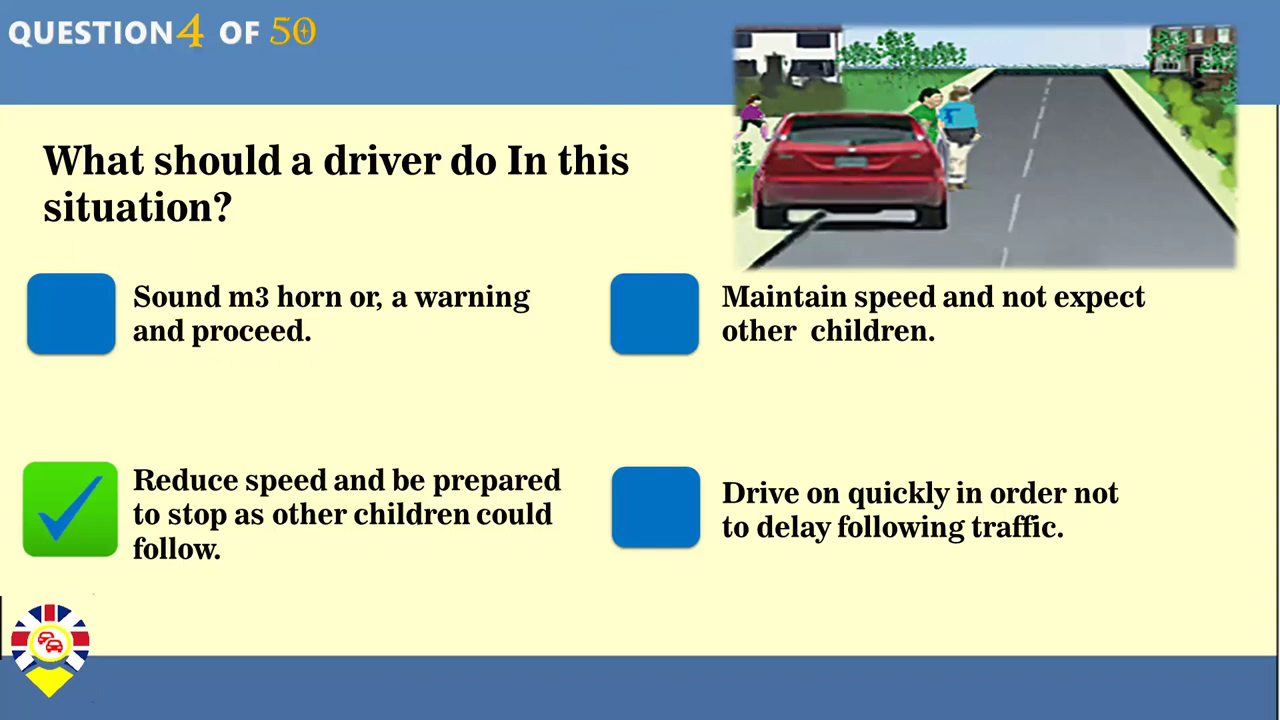 QUESTION 4 OF 50
What should a driver do In this
situation?
Sound m3 horn or, a warning
and proceed.
Maintain speed and not expect
other children.
Reduce speed and be prepared
to stop as other children could
follow.
Drive on quickly in order not
to delay following traffic.